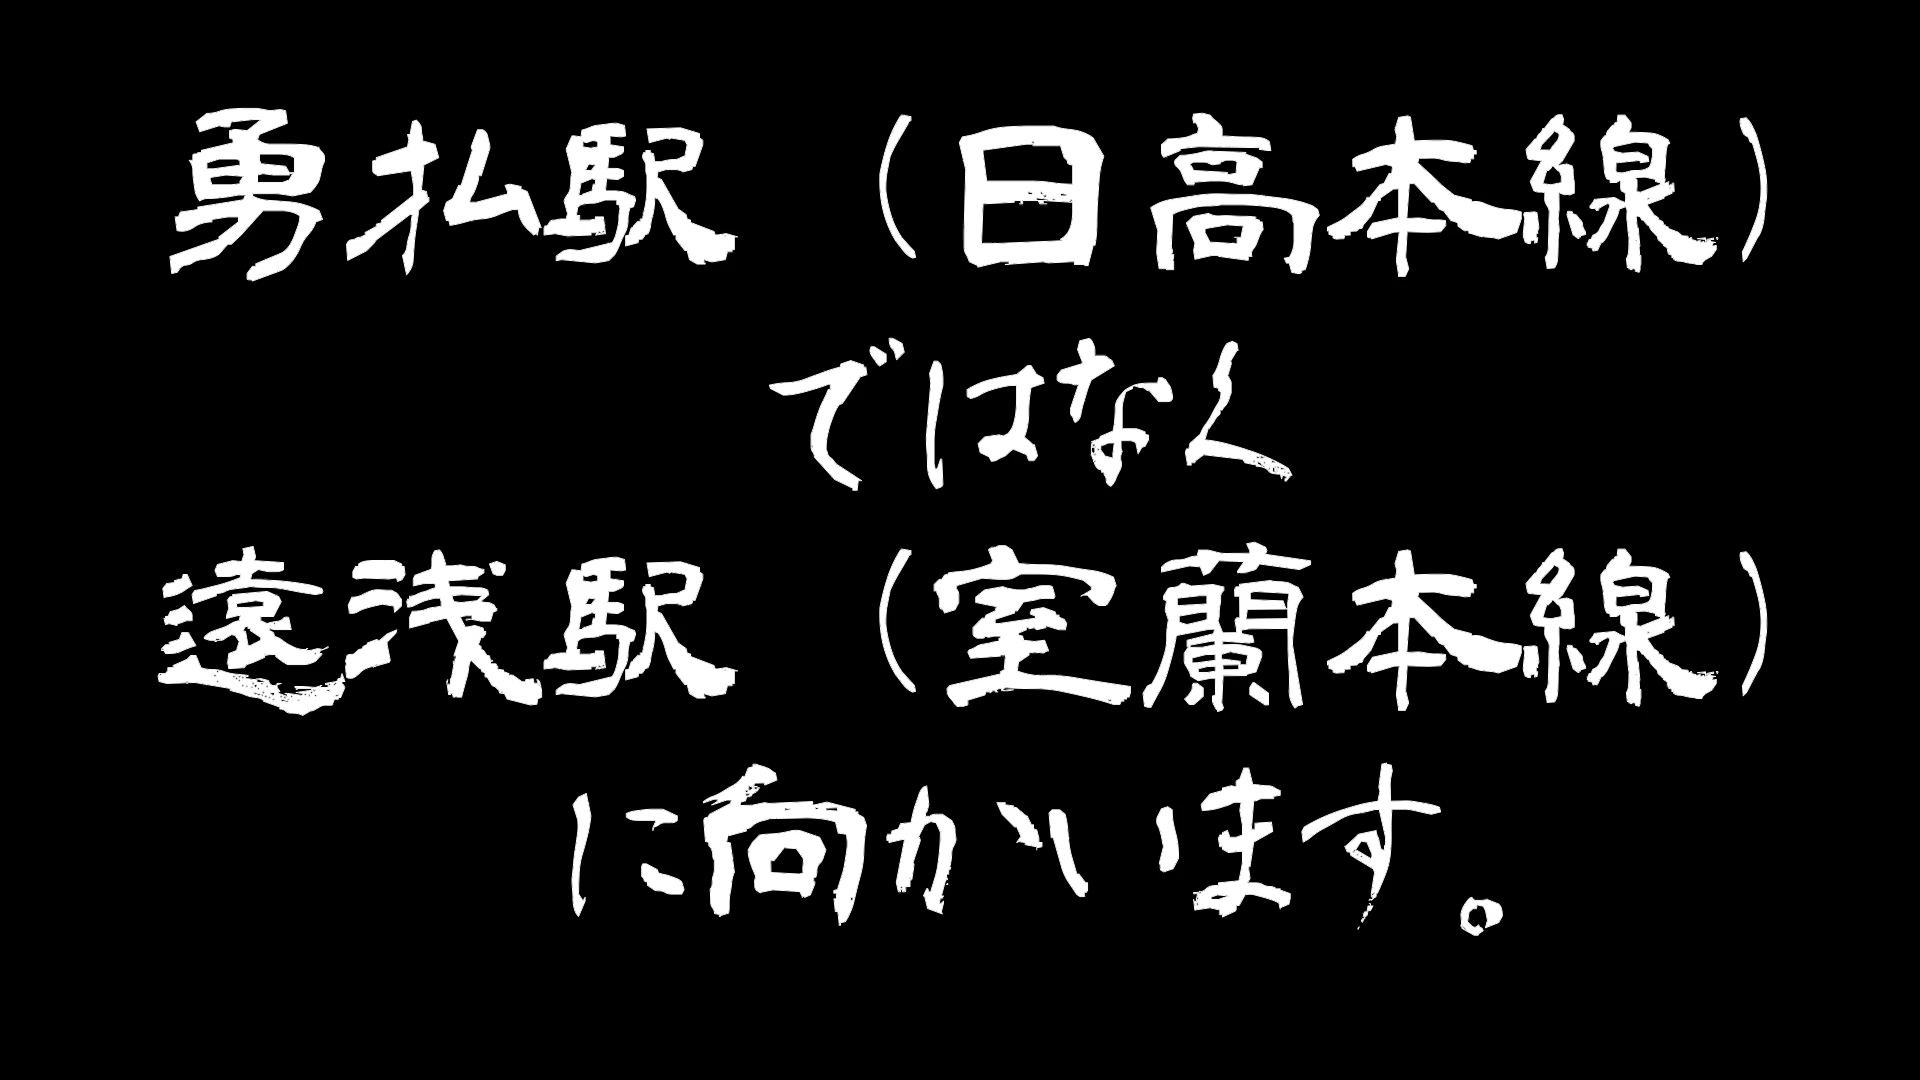 勇払駅（日高本線）
ではなく
遠浅駅（室蘭本線）
に向かいます。